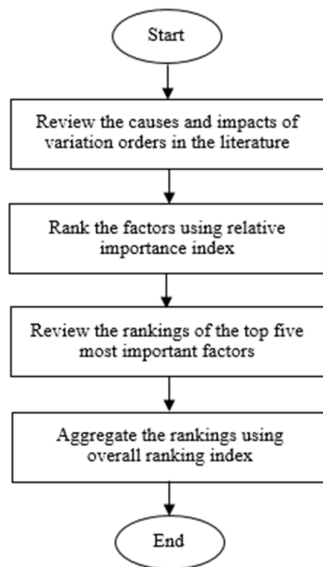 Start
Review the causes and impacts of
variation orders in the literature
Rank the factors using relative
importance index
Review the rankings of the top five
most important factors
Aggregate the rankings using
overall ranking index
End